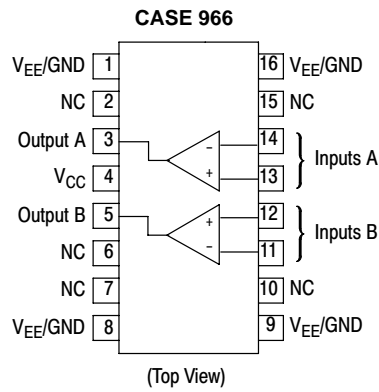 CASE 966
V_EE/GND 1 16 V_EE/GND
NC 2 15 NC
Output A 3 14
− 
+ 
Inputs A
V_CC 4 13
Output B 5 12
+ 
− 
Inputs B
NC 6 11
NC 7 10 NC
V_EE/GND 8 9 V_EE/GND
(Top View)